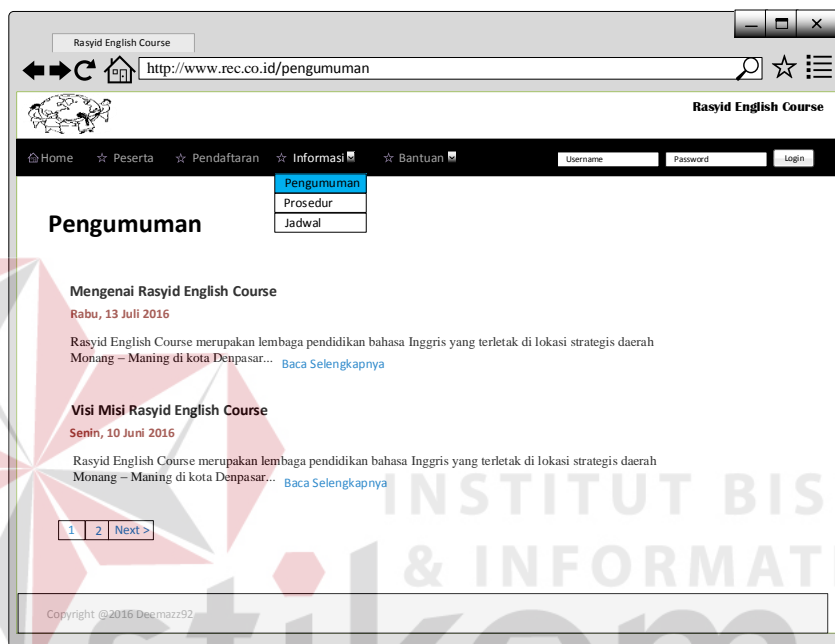 Rasyid English Course
http://www.rec.co.id/pengumuman
Rasyid English Course
Home Peserta Pendaftaran Informasi Bantuan Username Password Login
Pengumuman
Prosedur
Jadwal
Pengumuman
Mengenai Rasyid English Course
Rabu, 13 Juli 2016
Rasyid English Course merupakan lembaga pendidikan bahasa Inggris yang terletak di lokasi strategis daerah
Monang – Maning di kota Denpasar... Baca Selengkapnya
Visi Misi Rasyid English Course
Senin, 10 Juni 2016
Rasyid English Course merupakan lembaga pendidikan bahasa Inggris yang terletak di lokasi strategis daerah
Monang – Maning di kota Denpasar... Baca Selengkapnya
INSTITUT BIS
1 2 Next >
& INFORMAT
Copyright @2016 Deemazz92
stikom